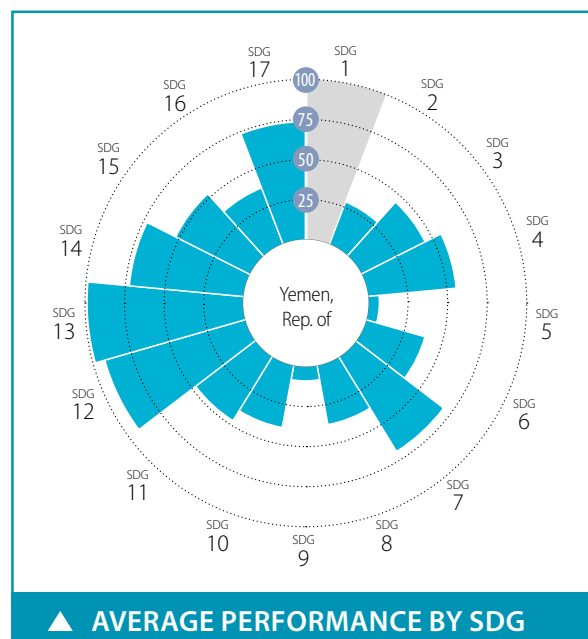 SDG
1
SDG
2
SDG
3
SDG
4
SDG
5
SDG
6
SDG
7
SDG
8
SDG
9
SDG
10
SDG
11
SDG
12
SDG
13
SDG
14
SDG
15
SDG
16
SDG
17
100
75
50
25
Yemen,
Rep. of
▲ AVERAGE PERFORMANCE BY SDG